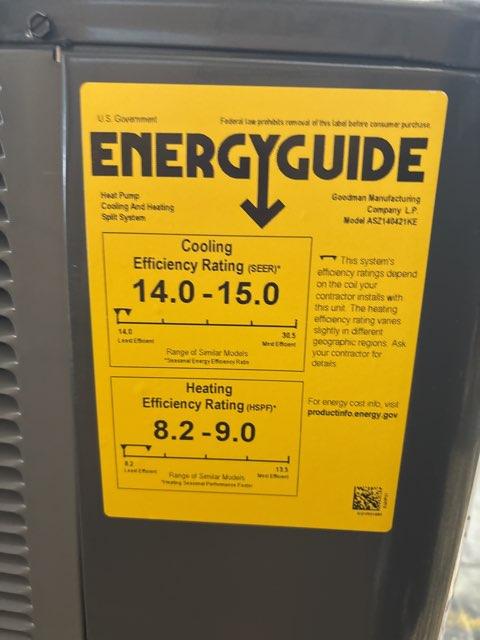 U.S. Government
Federal law prohibits removal of this label before consumer purchase.
ENERGYGUIDE
Heat Pump
Cooling And Heating
Split System
Goodman Manufacturing
Company L.P.
Model ASZ140421KE
Cooling
Efficiency Rating (SEER)*
14.0 - 15.0
14.0
Least Efficient
30.5
Most Efficient
Range of Similar Models
*Seasonal Energy Efficiency Ratio
Heating
Efficiency Rating (HSPF)*
8.2 - 9.0
8.2
Least Efficient
13.5
Most Efficient
Range of Similar Models
*Heating Seasonal Performance Factor
This system's
efficiency ratings depend
on the coil your
contractor installs with
this unit. The heating
efficiency rating varies
slightly in different
geographic regions. Ask
your contractor for
details.
For energy cost info, visit
productinfo.energy.gov